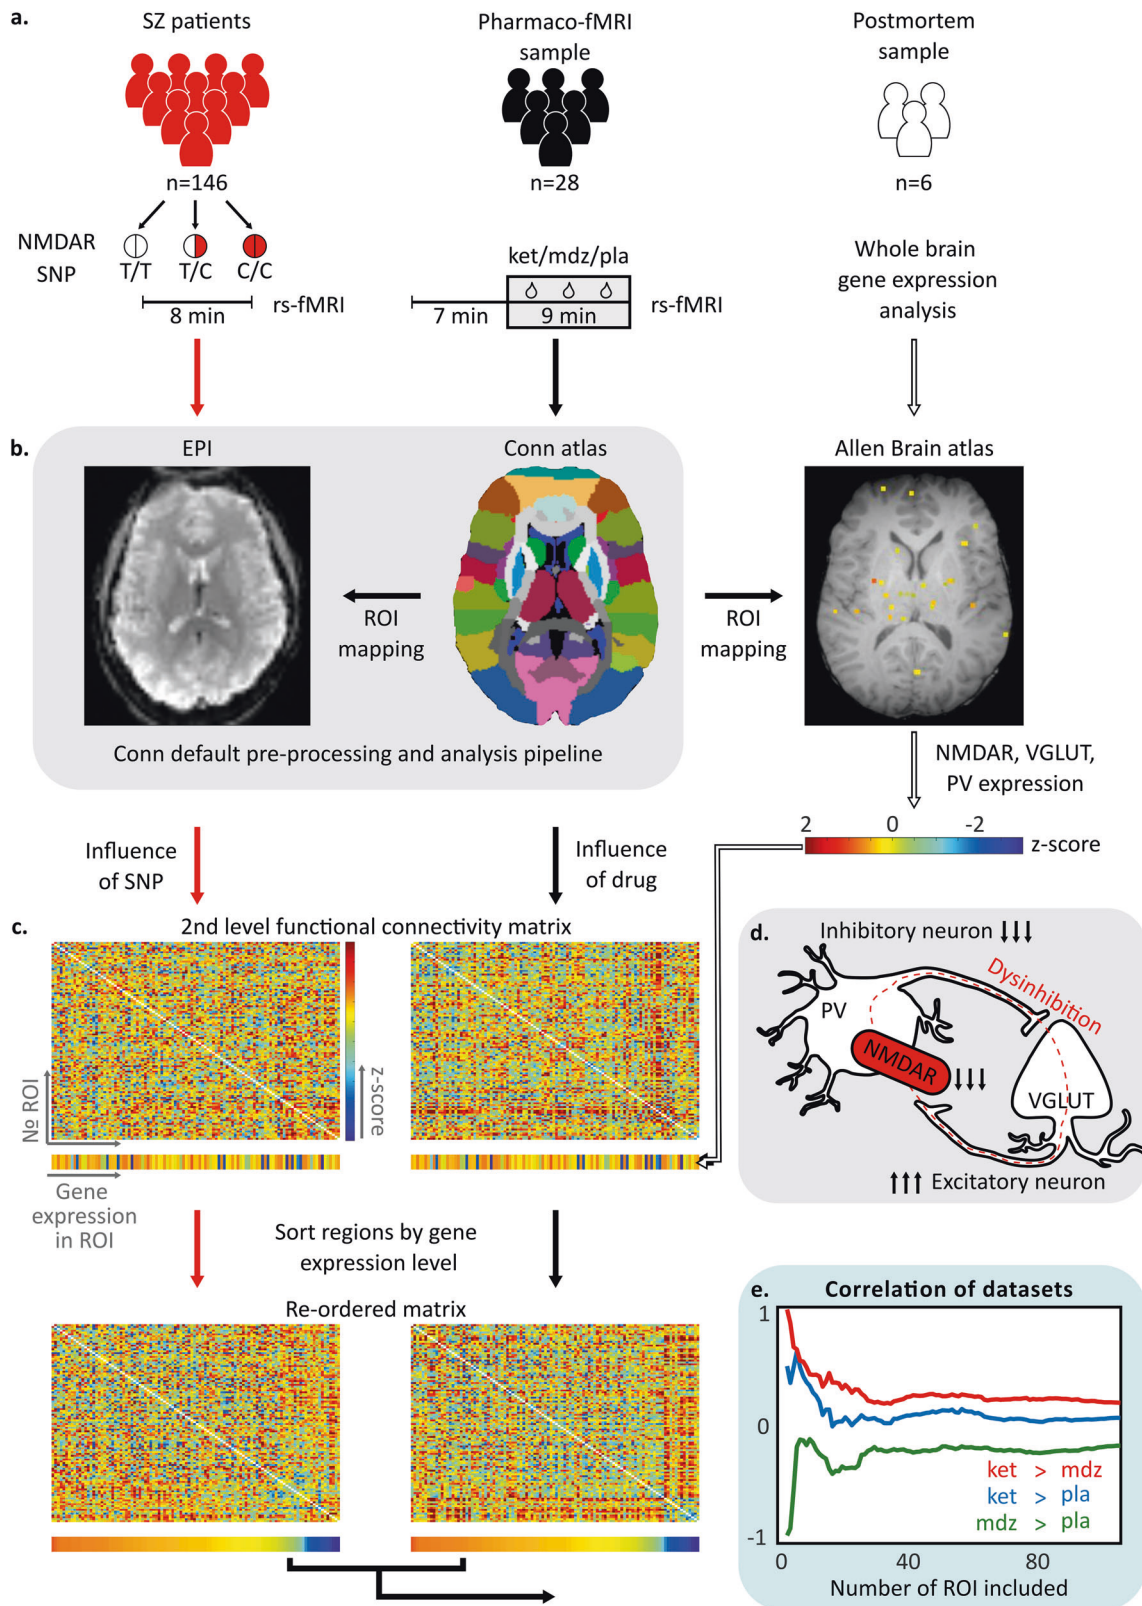 a.
SZ patients
Pharmaco-fMRI
sample
Postmortem
sample
n=146
n=28
n=6
NMDAR
SNP
T/T
T/C
C/C
8 min
rs-fMRI
ket/mdz/pla
7 min
9 min
rs-fMRI
Whole brain
gene expression
analysis
b.
EPI
Conn atlas
Allen Brain atlas
ROI
mapping
ROI
mapping
Conn default pre-processing and analysis pipeline
NMDAR, VGLUT,
PV expression
2 0 -2
z-score
Influence
of SNP
Influence
of drug
c.
2nd level functional connectivity matrix
№ ROI
z-score
Gene
expression
in ROI
Sort regions by gene
expression level
Re-ordered matrix
d.
Inhibitory neuron
Dysinhibition
PV
NMDAR
VGLUT
Excitatory neuron
e.
Correlation of datasets
1
0
-1
ket > mdz
ket > pla
mdz > pla
0 40 80
Number of ROI included